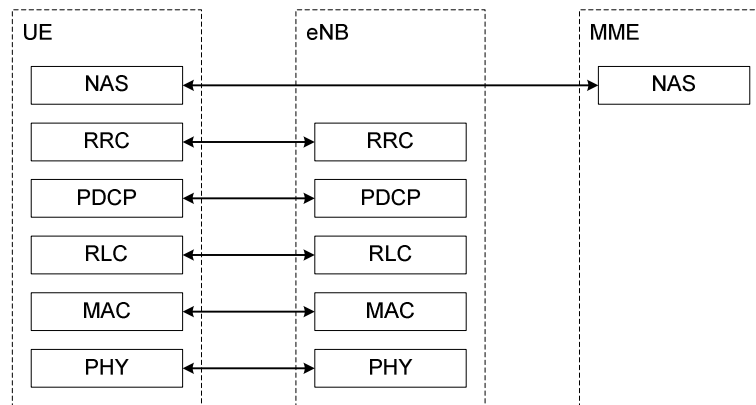 UE eNB MME
NAS NAS
RRC RRC
PDCP PDCP
RLC RLC
MAC MAC
PHY PHY